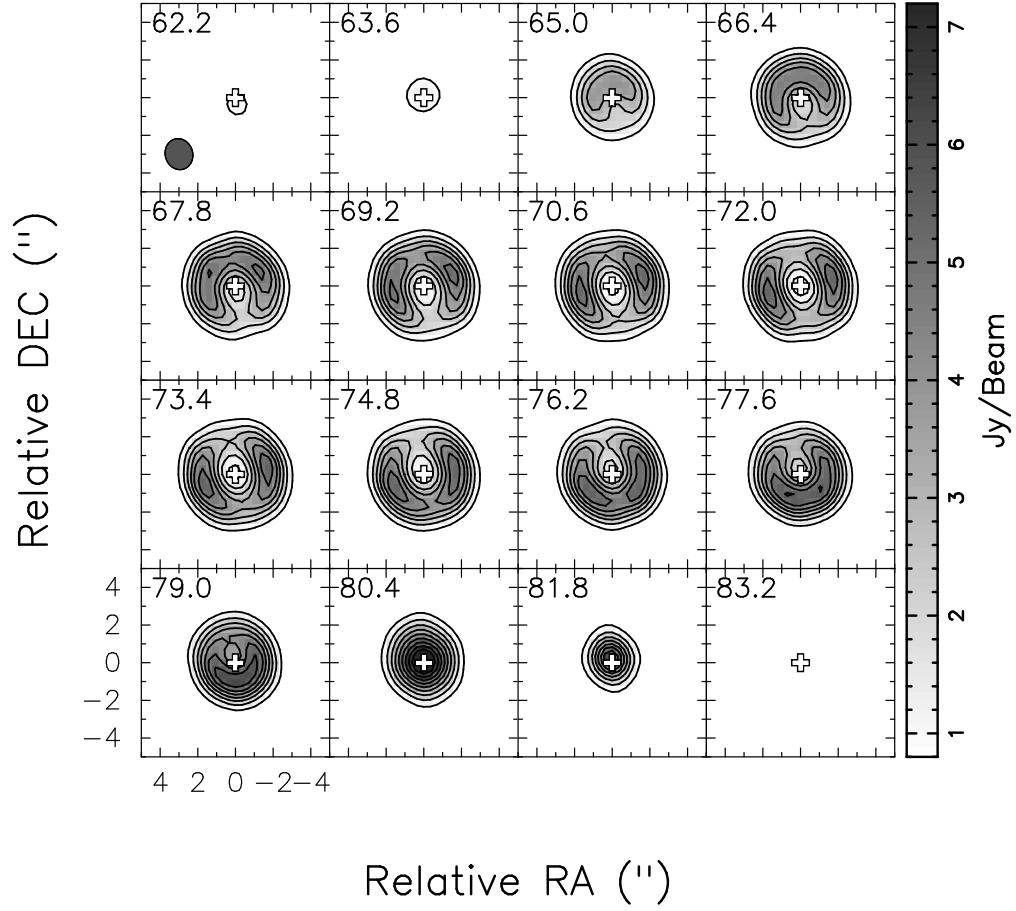 62.2 63.6 65.0 66.4
67.8 69.2 70.6 72.0
73.4 74.8 76.2 77.6
79.0 80.4 81.8 83.2
4
2
0
−2
−4
4 2 0 −2−4
Relative DEC (")
Relative RA (")
7
6
5
4
3
2
1
Jy/Beam